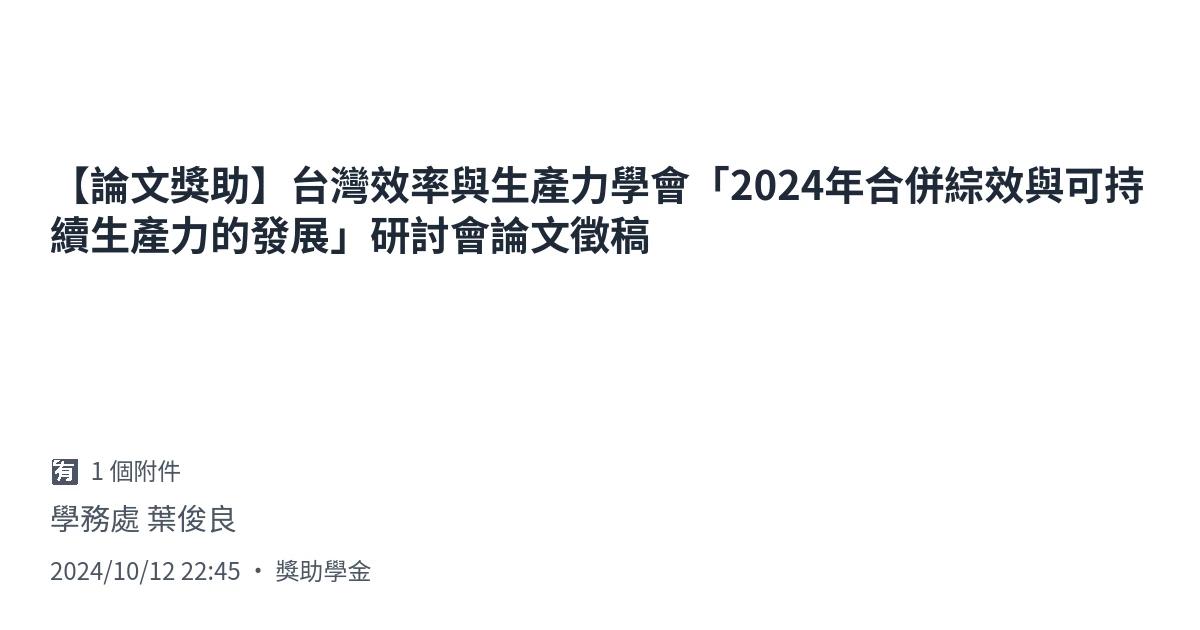 【論文獎助】台灣效率與生產力學會「2024年合併綜效與可持
續生產力的發展」研討會論文徵稿
有 1 個附件
學務處 葉俊良
2024/10/12 22:45 ・ 獎助學金